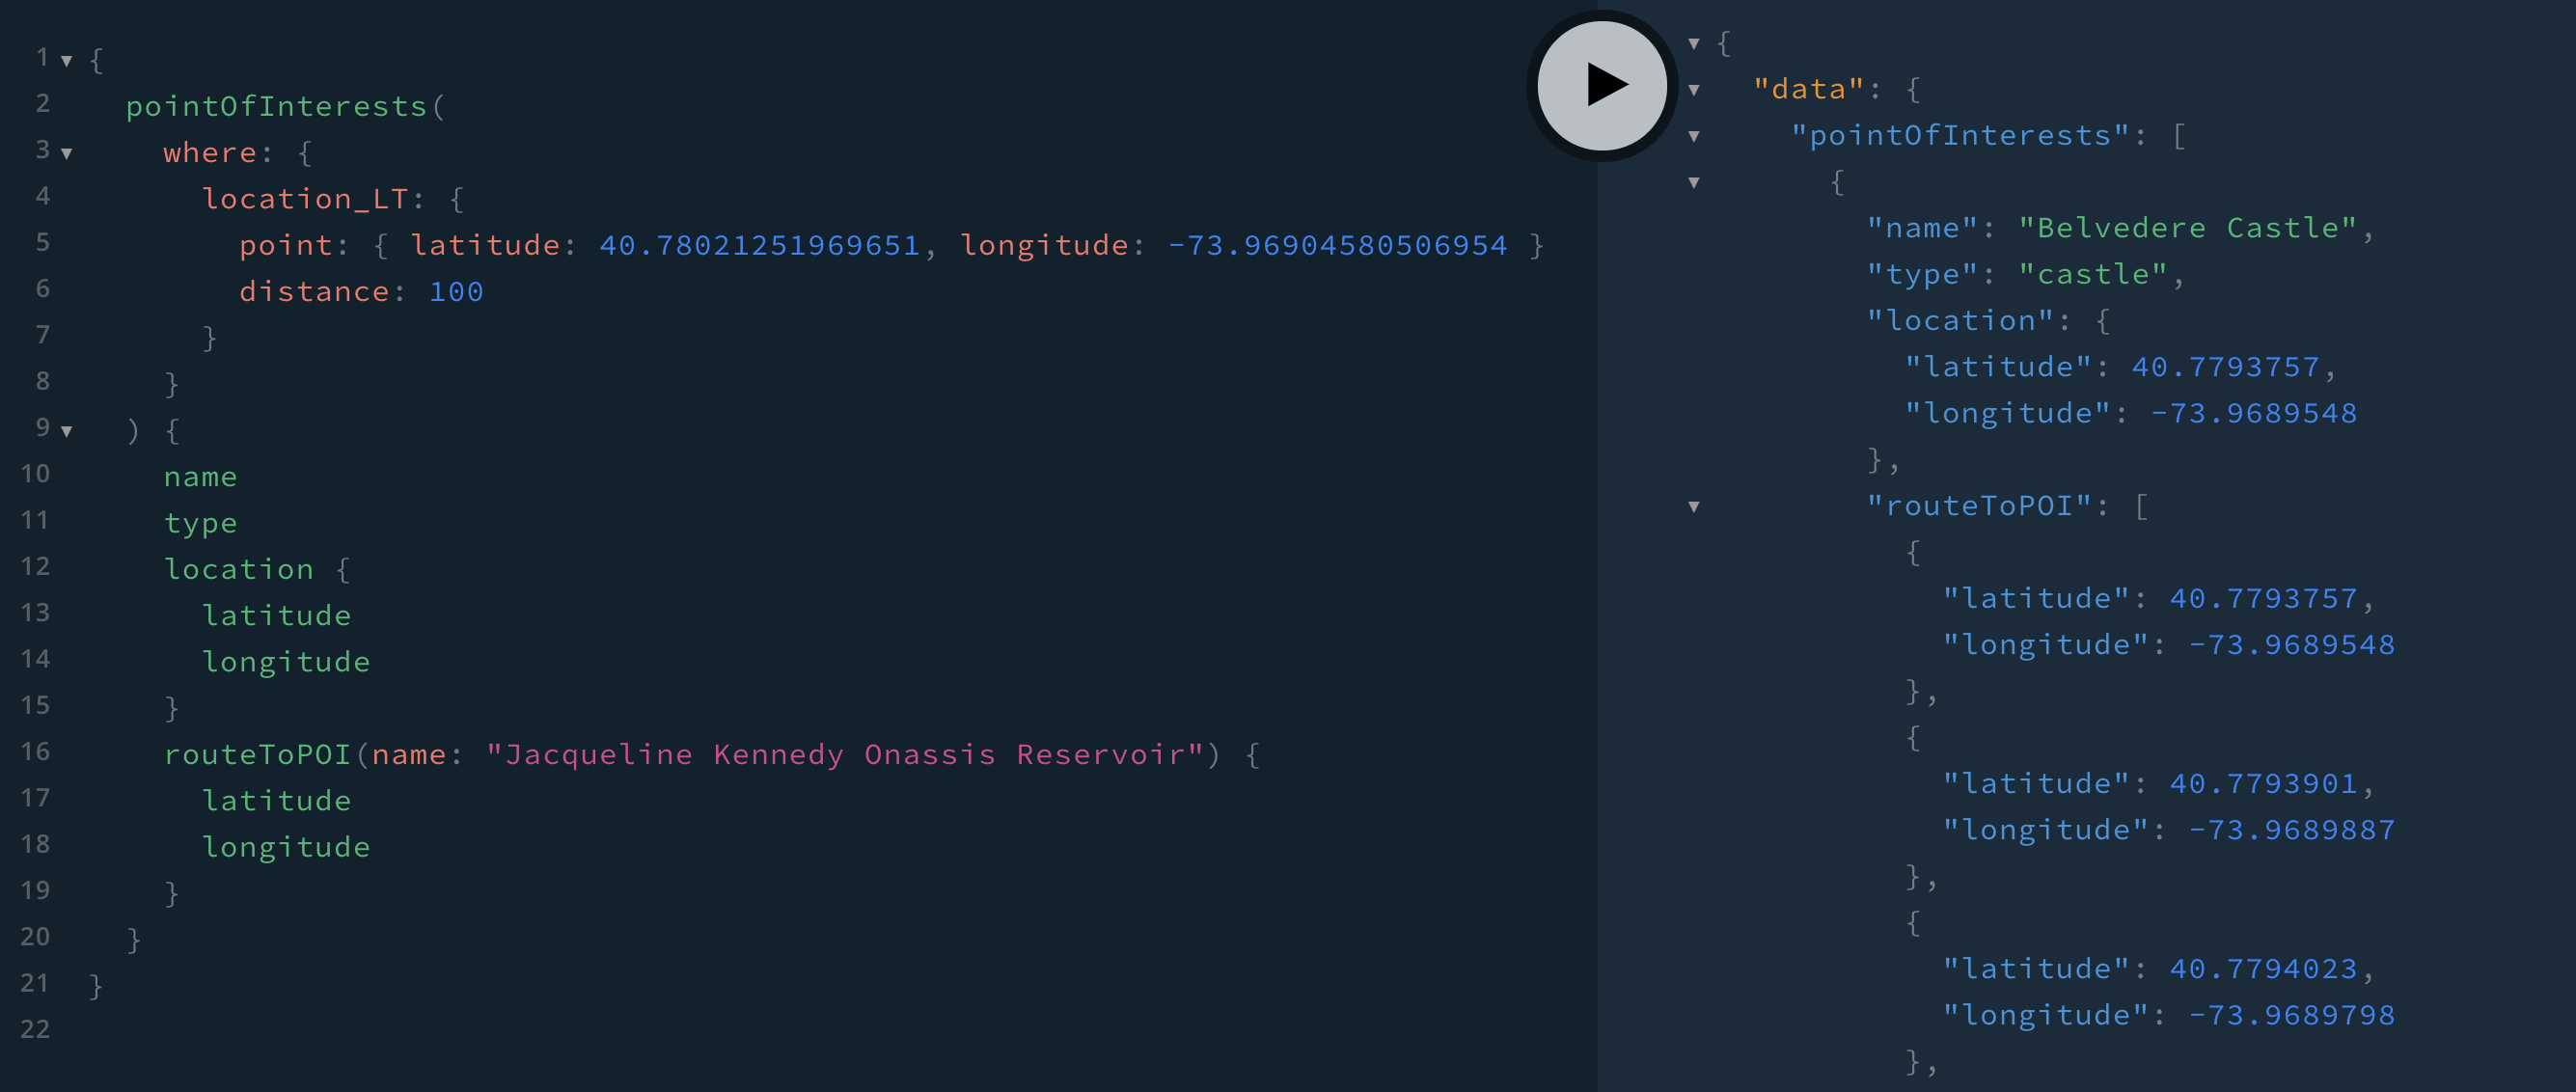 1 {
2 pointOfInterests(
3 where: {
4 location_LT: {
5 point: { latitude: 40.78021251969651, longitude: -73.96904580506954 }
6 distance: 100
7 }
8 }
9 ) {
10 name
11 type
12 location {
13 latitude
14 longitude
15 }
16 routeToPOI(name: "Jacqueline Kennedy Onassis Reservoir") {
17 latitude
18 longitude
19 }
20 }
21 }
22
{
"data": {
"pointOfInterests": [
{
"name": "Belvedere Castle",
"type": "castle",
"location": {
"latitude": 40.7793757,
"longitude": -73.9689548
},
"routeToPOI": [
{
"latitude": 40.7793757,
"longitude": -73.9689548
},
{
"latitude": 40.7793901,
"longitude": -73.9689887
},
{
"latitude": 40.7794023,
"longitude": -73.9689798
},